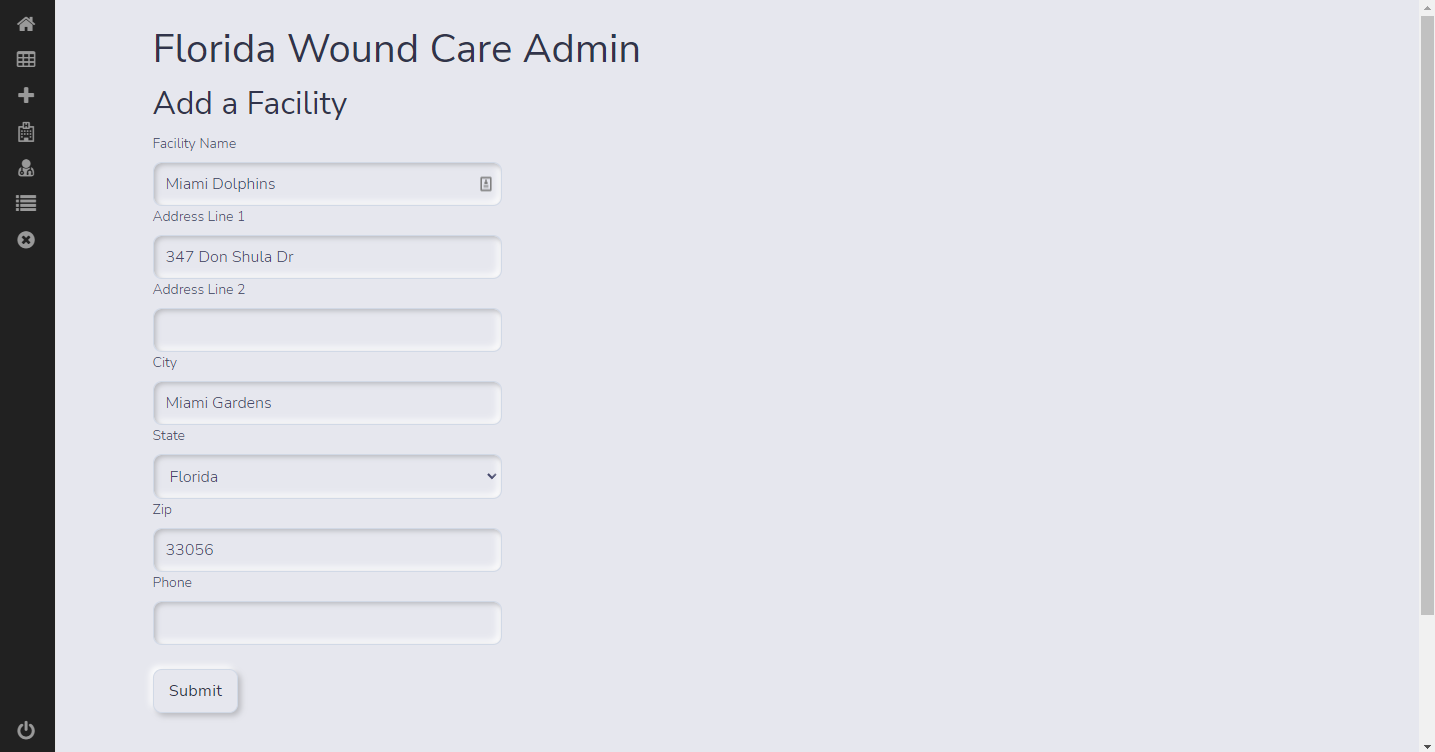 Florida Wound Care Admin
Add a Facility
Facility Name
Miami Dolphins
Address Line 1
347 Don Shula Dr
Address Line 2
City
Miami Gardens
State
Florida
Zip
33056
Phone
Submit